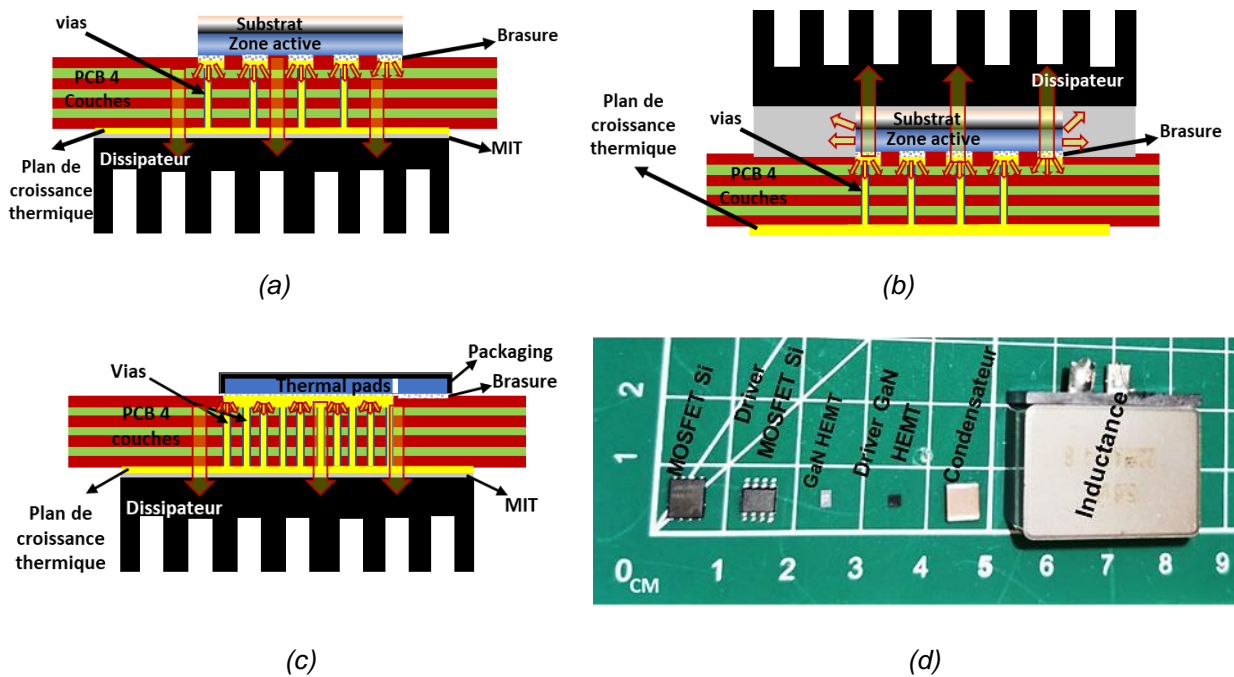 vias
Substrat
Zone active
Brasure
PCB 4
Couches
MIT
Dissipateur
Plan de
croissance
thermique
(a)
Dissipateur
Plan de
croissance
thermique
vias
Substrat
Zone active
Brasure
PCB 4
Couches
(b)
Packaging
Vias
Thermal pads
Brasure
PCB 4
couches
Dissipateur
MIT
Plan de
croissance
thermique
(c)
2
1
MOSFET Si
Driver
MOSFET Si
GaN HEMT
Driver GaN
HEMT
Condensateur
Inductance
0 CM 1 2 3 4 5 6 7 8 9
(d)